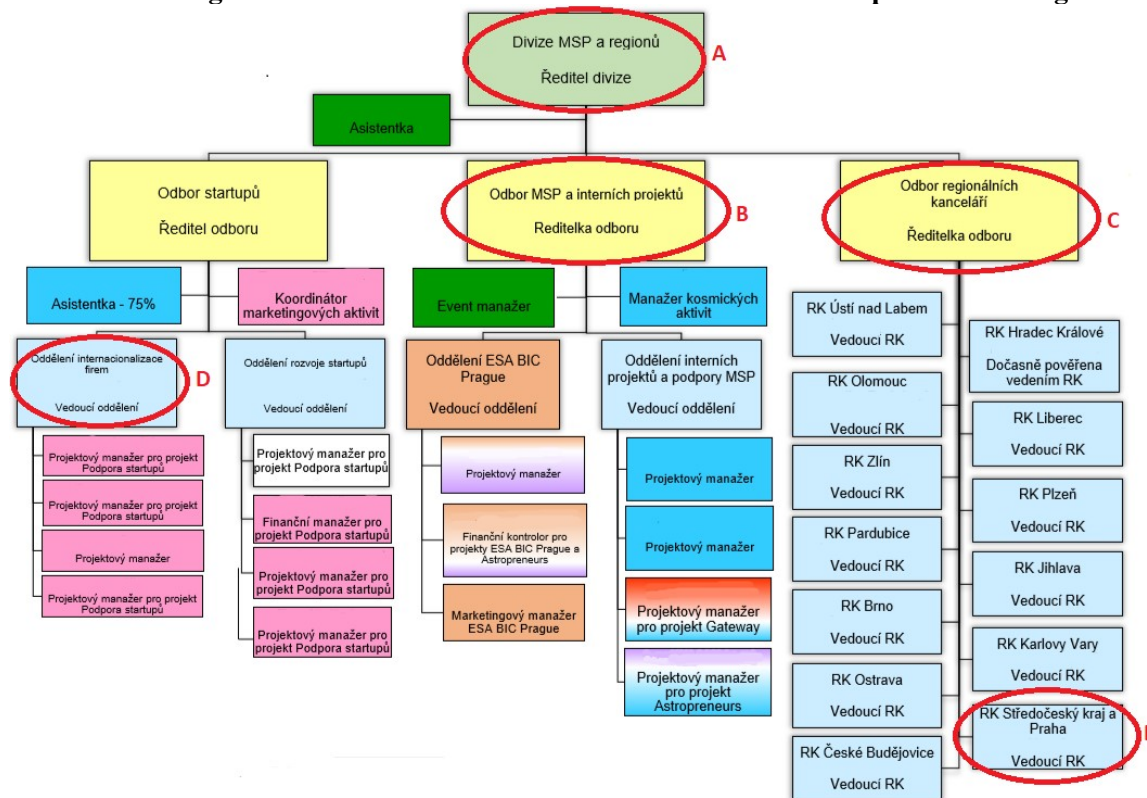 Divize MSP a regionů
Ředitel divize
A
Asistentka
Odbor startupů
Ředitel odboru
Odbor MSP a interních projektů
Reditelka odboru
B
Odbor regionálních
kanceláří
Ředitelka odboru
C
Asistentka - 75%
Koordinátor
marketingových aktivit
Event manažer
Manažer kosmických
aktivit
Oddělení internacionalizace
firem
Vedoucí oddělení
D
Oddělení rozvoje startupů
Vedoucí oddělení
Oddělení ESA BIC
Prague
Vedoucí oddělení
Oddělení interních
projektů a podpory MSP
Vedoucí oddělení
Projektový manažer pro projekt
Podpora startupů
Projektový manažer pro projekt
Podpora startupů
Projektový manažer
Projektový manažer pro projekt
Podpora startupů
Projektový manažer pro
projekt Podpora startupů
Finanční manažer pro
projekt Podpora startupů
Projektový manažer pro
projekt Podpora startupů
Projektový manažer pro
projekt Podpora startupů
Projektový manažer
Finanční kontrolor pro
projekty ESA BIC Prague a
Astropreneurs
Marketingový manažer
ESA BIC Prague
Projektový manažer
Projektový manažer
Projektový manažer
pro projekt Gateway
Projektový manažer
pro projekt
Astropreneurs
RK Ústí nad Labem
Vedoucí RK
RK Olomouc
Vedoucí RK
RK Zlín
Vedoucí RK
RK Pardubice
Vedoucí RK
RK Brno
Vedoucí RK
RK Ostrava
Vedoucí RK
RK České Budějovice
Vedoucí RK
RK Hradec Králové
Dočasně pověřena
vedením RK
RK Liberec
Vedoucí RK
RK Plzeň
Vedoucí RK
RK Jihlava
Vedoucí RK
RK Karlovy Vary
Vedoucí RK
RK Středočeský kraj a
Praha
Vedoucí RK